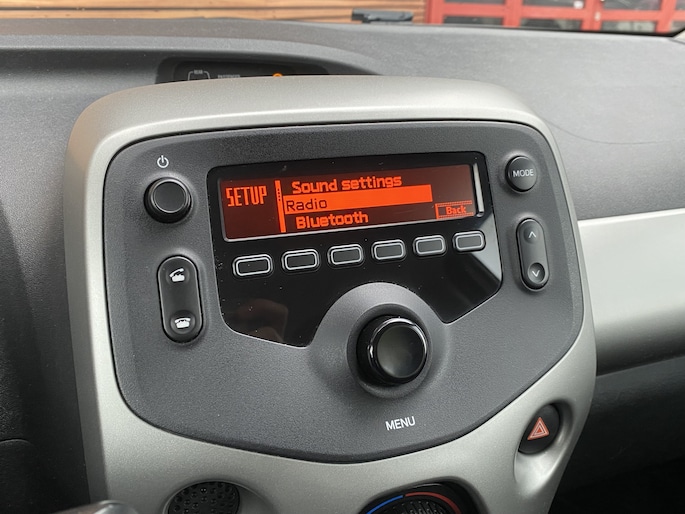 SETUP
Sound settings
Radio
Bluetooth
Back
MODE
MENU